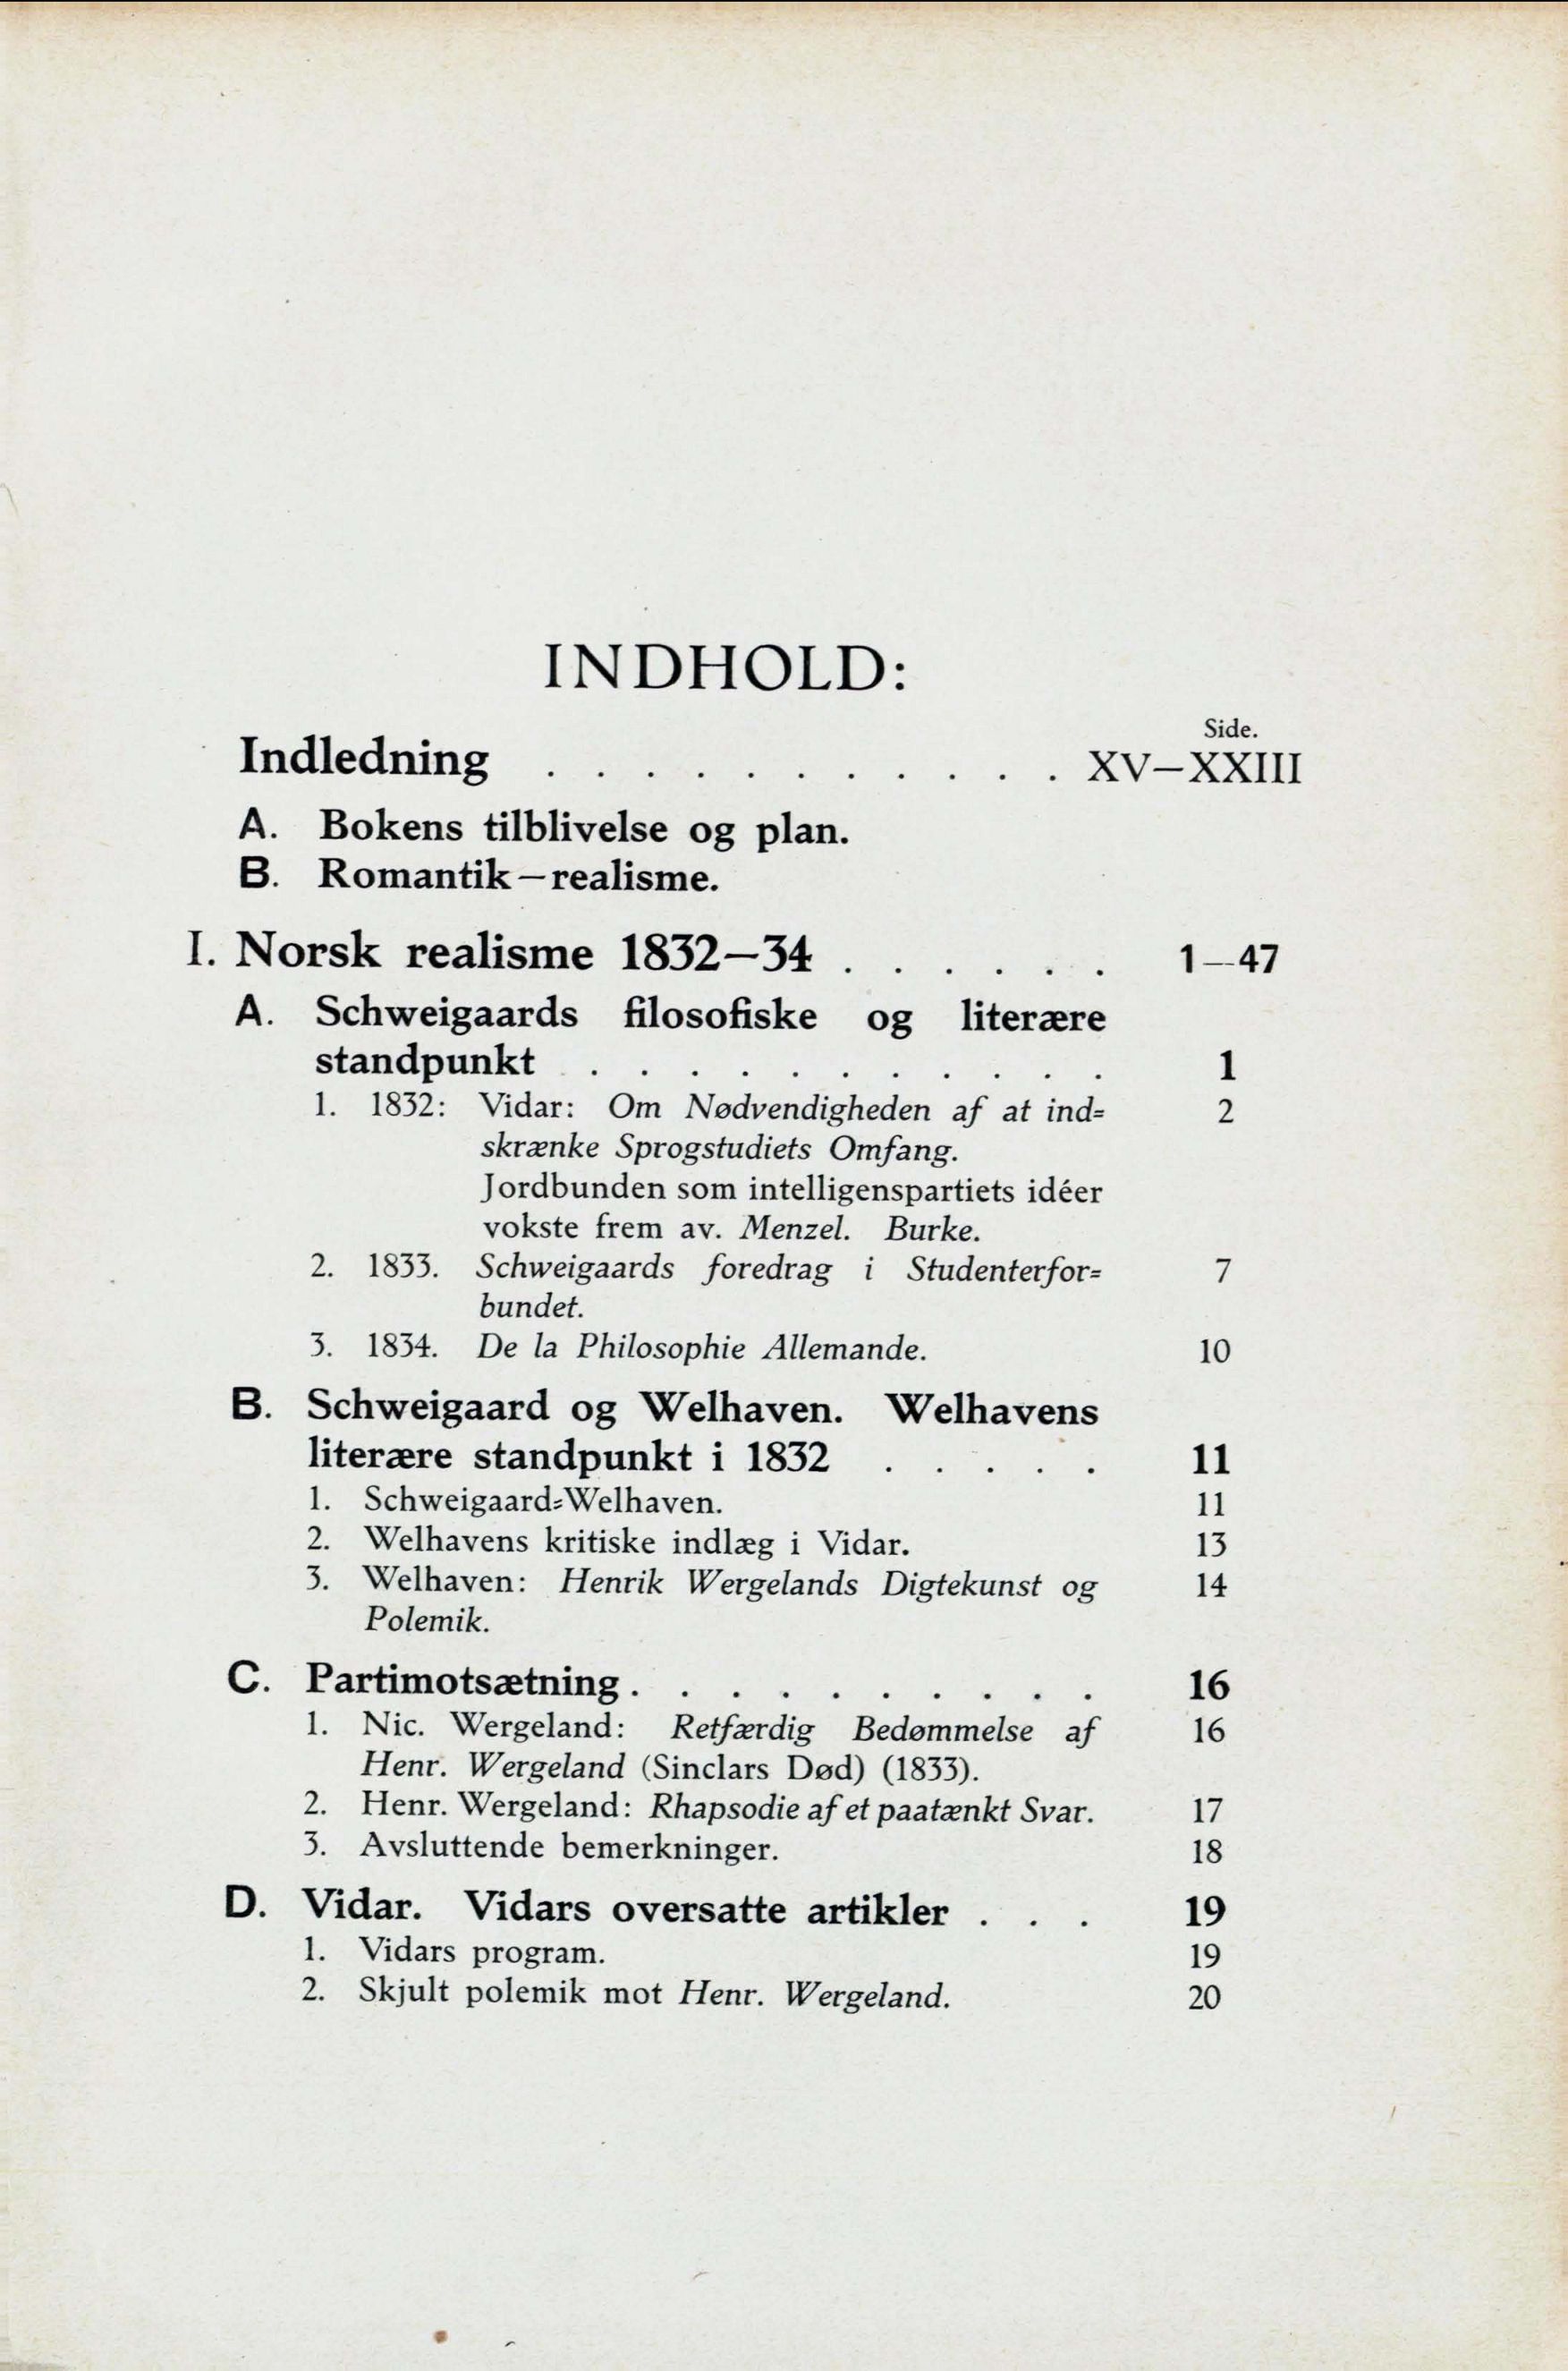 INDHOLD:
Side.
Indledning . . . . . . . . . . . XV—XXIII
A. Bokens tilblivelse og plan.
B. Romantik—realisme.
I. Norsk realisme 1832—34 . . . . . . 1—47
A. Schweigaards filosofiske og literære
standpunkt . . . . . . . . . . . 1
1. 1832: Vidar: Om Nødvendigheden af at ind= 2
skrænke Sprogstudiets Omfang.
Jordbunden som intelligenspartiets idéer
vokste frem av. Menzel. Burke.
2. 1833. Schweigaards foredrag i Studenterfor= 7
bundet.
3. 1834. De la Philosophie Allemande. 10
B. Schweigaard og Welhaven. Welhavens
literære standpunkt i 1832 . . . . . 11
1. Schweigaard=Welhaven. 11
2. Welhavens kritiske indlæg i Vidar. 13
3. Welhaven: Henrik Wergelands Digtekunst og 14
Polemik.
C. Partimotsætning . . . . . . . . . . 16
1. Nic. Wergeland: Retfærdig Bedømmelse af 16
Henr. Wergeland (Sinclars Død) (1833).
2. Henr. Wergeland: Rhapsodie af et paatænkt Svar. 17
3. Avsluttende bemerkninger. 18
D. Vidar. Vidars oversatte artikler . . . 19
1. Vidars program. 19
2. Skjult polemik mot Henr. Wergeland. 20